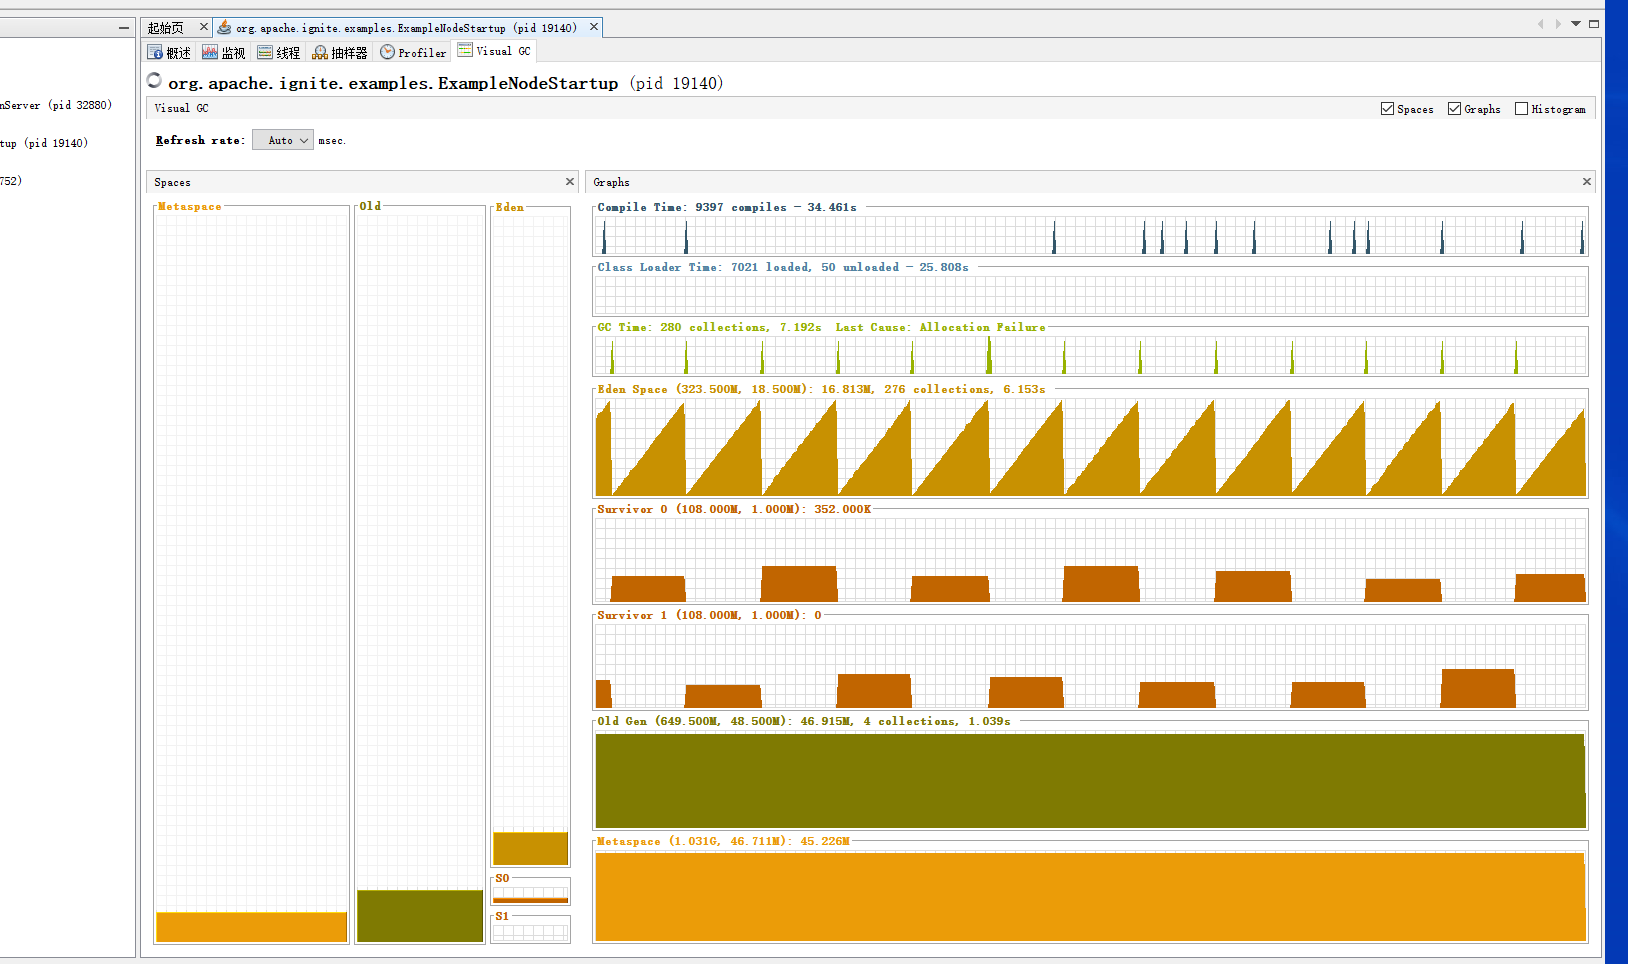 起始页
org.apache.ignite.examples.ExampleNodeStartup (pid 19140)
概述 监视 线程 抽样器 Profiler Visual GC
org.apache.ignite.examples.ExampleNodeStartup (pid 19140)
nServer (pid 32880)
tup (pid 19140)
752)
Visual GC
Spaces Graphs Histogram
Refresh rate: Auto msec.
Spaces
Metaspace
Old
Eden
S0
S1
Graphs
Compile Time: 9397 compiles - 34.461s
Class Loader Time: 7021 loaded, 50 unloaded - 25.808s
GC Time: 280 collections, 7.192s Last Cause: Allocation Failure
Eden Space (323.500M, 18.500M): 16.813M, 276 collections, 6.153s
Survivor 0 (108.000M, 1.000M): 352.000K
Survivor 1 (108.000M, 1.000M): 0
Old Gen (649.500M, 48.500M): 46.915M, 4 collections, 1.039s
Metaspace (1.031G, 46.711M): 45.226M